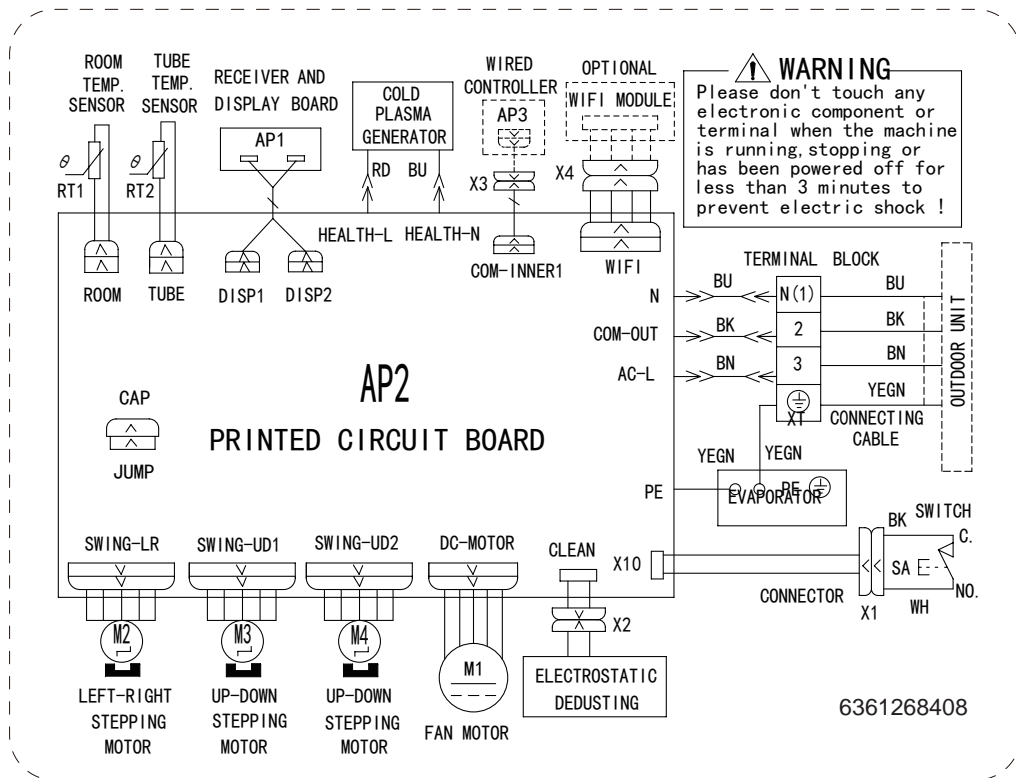 ROOM
TEMP.
SENSOR
TUBE
TEMP.
SENSOR
RECEIVER AND
DISPLAY BOARD
AP1
COLD
PLASMA
GENERATOR
WIRED
CONTROLLER
AP3
OPTIONAL
WIFI MODULE
WARNING
Please don't touch any
electronic component or
terminal when the machine
is running, stopping or
has been powered off for
less than 3 minutes to
prevent electric shock !
θ
RT1
θ
RT2
RD
BU
X3
X4
HEALTH-L
HEALTH-N
ROOM
TUBE
DISP1
DISP2
COM-INNER1
WIFI
TERMINAL BLOCK
N
BU
N(1)
BU
COM-OUT
BK
2
BK
AC-L
BN
3
BN
YEGN
XT
CONNECTING
CABLE
OUTDOOR UNIT
AP2
PRINTED CIRCUIT BOARD
CAP
JUMP
YEGN
YEGN
PE
PE
EVAPORATOR
SWING-LR
SWING-UD1
SWING-UD2
DC-MOTOR
CLEAN
X10
BK
SWITCH
C.
SA
NO.
CONNECTOR
X1
WH
X2
M2
M3
M4
M1
LEFT-RIGHT
STEPPING
MOTOR
UP-DOWN
STEPPING
MOTOR
UP-DOWN
STEPPING
MOTOR
FAN MOTOR
ELECTROSTATIC
DEDUSTING
6361268408